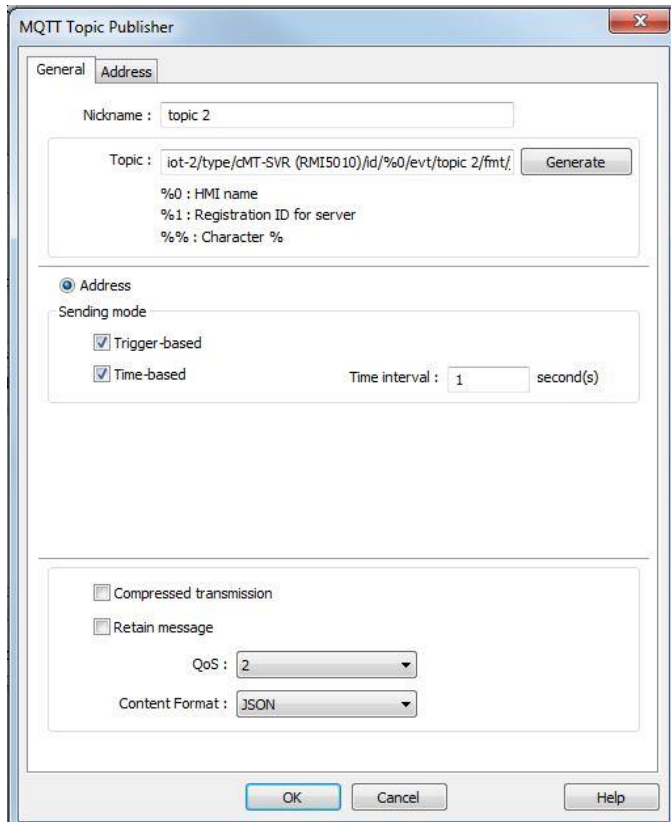 MQTT Topic Publisher
General Address
Nickname : topic 2
Topic : iot-2/type/cMT-SVR (RMI5010)/id/%0/evt/topic 2/fmt/ Generate
%0 : HMI name
%1 : Registration ID for server
%% : Character %
Address
Sending mode
Trigger-based
Time-based Time interval : 1 second(s)
Compressed transmission
Retain message
QoS : 2
Content Format : JSON
OK Cancel Help